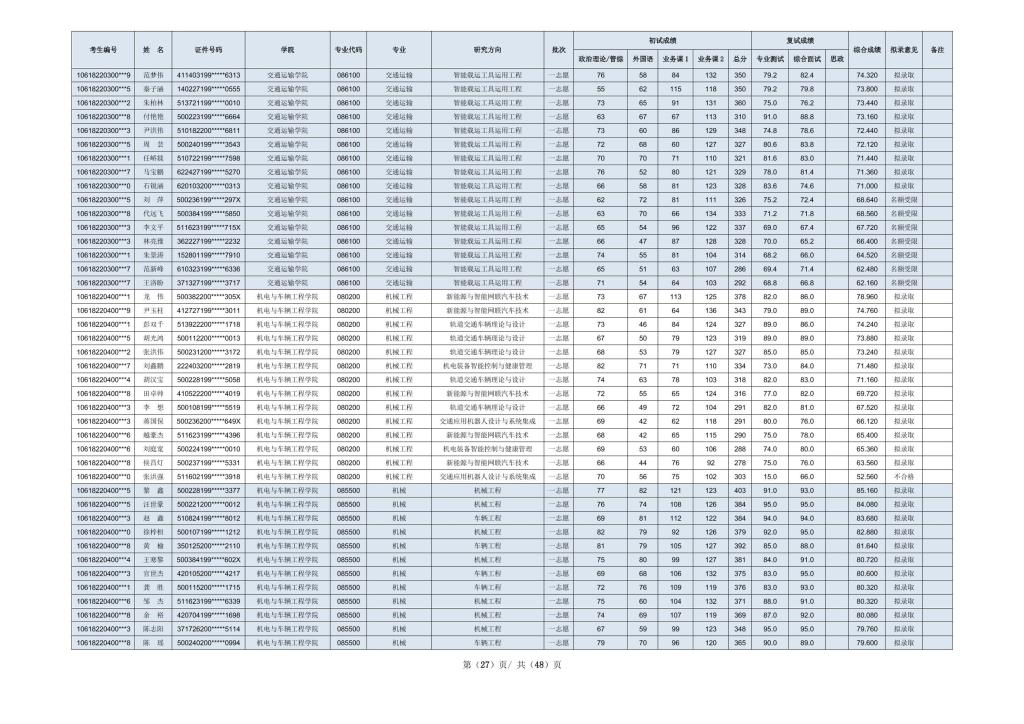 考生编号 姓 名 证件号码 学院 专业代码 专业 研究方向 批次 初试成绩 复试成绩 综合成绩 拟录意见 备注
政治理论/管综 外国语 业务课1 业务课2 总分 专业测试 综合面试 思政
10618220300***9 范梦伟 411403199*****6313 交通运输学院 086100 交通运输 智能载运工具运用工程 一志愿 76 58 84 132 350 79.2 82.4 74.320 拟录取
10618220300***5 秦子涵 140227199*****0555 交通运输学院 086100 交通运输 智能载运工具运用工程 一志愿 55 62 115 118 350 79.2 79.8 73.800 拟录取
10618220300***2 朱柏林 513721199*****0010 交通运输学院 086100 交通运输 智能载运工具运用工程 一志愿 73 65 91 131 360 75.0 76.2 73.440 拟录取
10618220300***8 付艳艳 500223199*****6664 交通运输学院 086100 交通运输 智能载运工具运用工程 一志愿 63 67 67 113 310 91.0 88.8 73.160 拟录取
10618220300***3 尹洪伟 510182200*****6811 交通运输学院 086100 交通运输 智能载运工具运用工程 一志愿 73 60 86 129 348 74.8 78.6 72.440 拟录取
10618220300***5 周 芸 500240199*****3543 交通运输学院 086100 交通运输 智能载运工具运用工程 一志愿 72 68 60 127 327 80.6 83.8 72.120 拟录取
10618220300***1 任峤莪 510722199*****7598 交通运输学院 086100 交通运输 智能载运工具运用工程 一志愿 70 70 71 110 321 81.6 83.0 71.440 拟录取
10618220300***7 马宝鹏 622427199*****5270 交通运输学院 086100 交通运输 智能载运工具运用工程 一志愿 76 52 80 121 329 78.0 81.4 71.360 拟录取
10618220300***0 石锐涵 620103200*****0313 交通运输学院 086100 交通运输 智能载运工具运用工程 一志愿 66 58 81 123 328 83.6 74.6 71.000 拟录取
10618220300***5 刘 萍 500236199*****297X 交通运输学院 086100 交通运输 智能载运工具运用工程 一志愿 62 72 81 111 326 75.2 72.4 68.640 名额受限
10618220300***8 代远飞 500384199*****5850 交通运输学院 086100 交通运输 智能载运工具运用工程 一志愿 63 70 66 134 333 71.2 71.8 68.560 名额受限
10618220300***3 李文平 511623199*****715X 交通运输学院 086100 交通运输 智能载运工具运用工程 一志愿 65 54 96 122 337 69.0 67.4 67.720 名额受限
10618220300***3 林亮雅 362227199*****2232 交通运输学院 086100 交通运输 智能载运工具运用工程 一志愿 66 47 87 128 328 70.0 65.2 66.400 名额受限
10618220300***1 朱景涛 152801199*****7910 交通运输学院 086100 交通运输 智能载运工具运用工程 一志愿 74 55 81 104 314 68.2 66.0 64.520 名额受限
10618220300***7 范新峰 610323199*****6336 交通运输学院 086100 交通运输 智能载运工具运用工程 一志愿 65 51 63 107 286 69.4 71.4 62.480 名额受限
10618220300***7 王洛盼 371327199*****3717 交通运输学院 086100 交通运输 智能载运工具运用工程 一志愿 71 54 64 103 292 68.8 66.8 62.160 名额受限
10618220400***1 龙 伟 500382200*****305X 机电与车辆工程学院 080200 机械工程 新能源与智能网联汽车技术 一志愿 73 67 113 125 378 82.0 86.0 78.960 拟录取
10618220400***9 尹玉柱 412727199*****3011 机电与车辆工程学院 080200 机械工程 新能源与智能网联汽车技术 一志愿 82 61 64 136 343 79.0 89.0 74.760 拟录取
10618220400***1 彭双千 513922200*****1718 机电与车辆工程学院 080200 机械工程 轨道交通车辆理论与设计 一志愿 73 46 84 124 327 89.0 86.0 74.240 拟录取
10618220400***5 胡光鸿 500112200*****0013 机电与车辆工程学院 080200 机械工程 轨道交通车辆理论与设计 一志愿 67 50 79 123 319 89.0 89.0 73.880 拟录取
10618220400***2 张洪伟 500231200*****3172 机电与车辆工程学院 080200 机械工程 轨道交通车辆理论与设计 一志愿 68 53 79 127 327 85.0 85.0 73.240 拟录取
10618220400***7 刘鑫鹏 222403200*****2819 机电与车辆工程学院 080200 机械工程 机电装备智能控制与健康管理 一志愿 82 71 71 110 334 73.0 84.0 71.480 拟录取
10618220400***4 胡汉宝 500228199*****5058 机电与车辆工程学院 080200 机械工程 轨道交通车辆理论与设计 一志愿 74 63 78 103 318 82.0 83.0 71.160 拟录取
10618220400***8 田卓帅 410522200*****4019 机电与车辆工程学院 080200 机械工程 新能源与智能网联汽车技术 一志愿 72 55 65 124 316 77.0 82.0 69.720 拟录取
10618220400***3 李 想 500108199*****5519 机电与车辆工程学院 080200 机械工程 轨道交通车辆理论与设计 一志愿 66 49 72 104 291 82.0 81.0 67.520 拟录取
10618220400***3 蒋国保 500236200*****649X 机电与车辆工程学院 080200 机械工程 交通应用机器人设计与系统集成 一志愿 69 42 62 118 291 80.0 76.0 66.120 拟录取
10618220400***6 越豪杰 511623199*****4396 机电与车辆工程学院 080200 机械工程 新能源与智能网联汽车技术 一志愿 68 42 65 115 290 75.0 78.0 65.400 拟录取
10618220400***6 刘庭宽 500224199*****0010 机电与车辆工程学院 080200 机械工程 机电装备智能控制与健康管理 一志愿 69 53 60 106 288 74.0 80.0 65.360 拟录取
10618220400***8 侯昌灯 500237199*****5331 机电与车辆工程学院 080200 机械工程 新能源与智能网联汽车技术 一志愿 66 44 76 92 278 75.0 76.0 63.560 拟录取
10618220400***0 张洪强 511602199*****3918 机电与车辆工程学院 080200 机械工程 交通应用机器人设计与系统集成 一志愿 70 56 75 102 303 15.0 66.0 52.560 不合格
10618220400***5 黎 鑫 500228199*****3377 机电与车辆工程学院 085500 机械 机械工程 一志愿 77 82 121 123 403 91.0 93.0 85.160 拟录取
10618220400***5 汪世豪 500221200*****0012 机电与车辆工程学院 085500 机械 机械工程 一志愿 76 74 108 126 384 95.0 95.0 84.080 拟录取
10618220400***3 赵 鑫 510824199*****8012 机电与车辆工程学院 085500 机械 车辆工程 一志愿 69 81 112 122 384 94.0 94.0 83.680 拟录取
10618220400***0 徐梓桓 500107199*****1212 机电与车辆工程学院 085500 机械 机械工程 一志愿 82 79 92 126 379 92.0 95.0 82.880 拟录取
10618220400***8 黄 榆 350125200*****2110 机电与车辆工程学院 085500 机械 车辆工程 一志愿 81 79 105 127 392 85.0 88.0 81.640 拟录取
10618220400***4 王寒黎 500384199*****602X 机电与车辆工程学院 085500 机械 机械工程 一志愿 75 80 99 127 381 84.0 91.0 80.720 拟录取
10618220400***3 官世杰 420105200*****4217 机电与车辆工程学院 085500 机械 车辆工程 一志愿 69 68 106 132 375 83.0 95.0 80.600 拟录取
10618220400***1 龚 胜 500115200*****1715 机电与车辆工程学院 085500 机械 机械工程 一志愿 72 76 109 119 376 83.0 93.0 80.320 拟录取
10618220400***6 邹 杰 511623199*****6339 机电与车辆工程学院 085500 机械 机械工程 一志愿 75 60 104 132 371 88.0 91.0 80.320 拟录取
10618220400***8 余 裕 420704199*****1698 机电与车辆工程学院 085500 机械 机械工程 一志愿 74 69 107 119 369 87.0 92.0 80.080 拟录取
10618220400***3 陈志阳 371726200*****5114 机电与车辆工程学院 085500 机械 机械工程 一志愿 67 59 99 123 348 95.0 95.0 79.760 拟录取
10618220400***8 陈 瑶 500240200*****0994 机电与车辆工程学院 085500 机械 机械工程 一志愿 79 70 96 120 365 90.0 89.0 79.600 拟录取
第（27）页/ 共（48）页